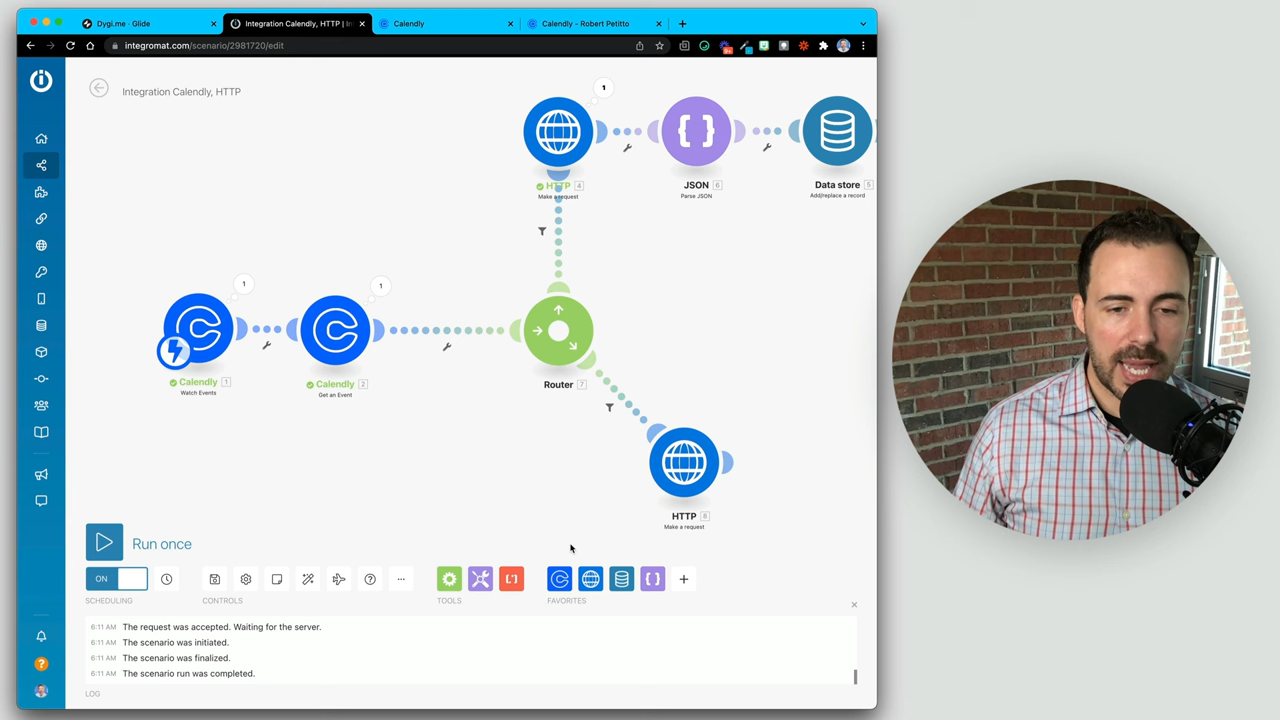 Dygi.me - Glide
Integration Calendly, HTTP | In
Calendly
Calendly - Robert Petitto
integromat.com/scenario/2981720/edit
9+
Integration Calendly, HTTP
1
HTTP 4
Make a request
JSON 6
Parse JSON
Data store 5
Add/replace a record
1
1
Calendly 1
Watch Events
Calendly 2
Get an Event
Router 7
HTTP 8
Make a request
Run once
ON
SCHEDULING
CONTROLS
TOOLS
FAVORITES
6:11 AM The request was accepted. Waiting for the server.
6:11 AM The scenario was initiated.
6:11 AM The scenario was finalized.
6:11 AM The scenario run was completed.
LOG